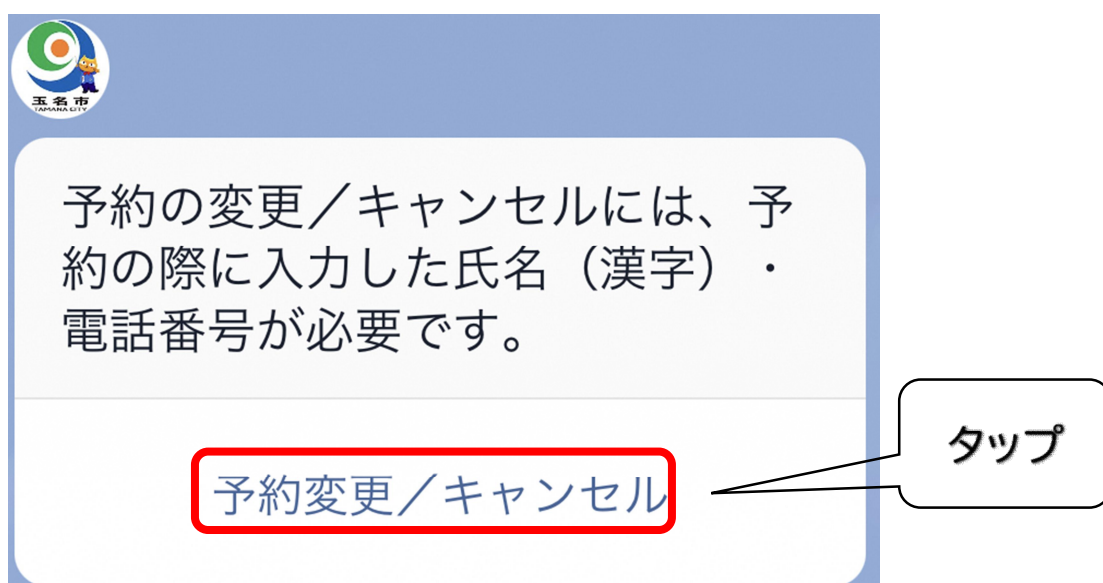 玉名市
TAMANA CITY
予約の変更／キャンセルには、予
約の際に入力した氏名（漢字）・
電話番号が必要です。
予約変更／キャンセル
タップ